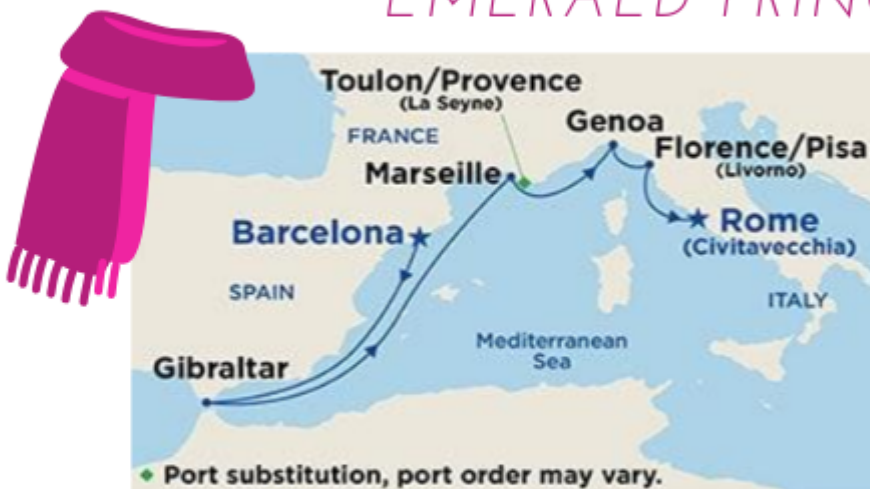 EMERALD
Toulon/Provence
(La Seyne)
FRANCE
Genoa
Florence/Pisa
(Livorno)
Marseille
Barcelona
Rome
(Civitavecchia)
SPAIN
ITALY
Mediterranean
Sea
Gibraltar
Port substitution, port order may vary.